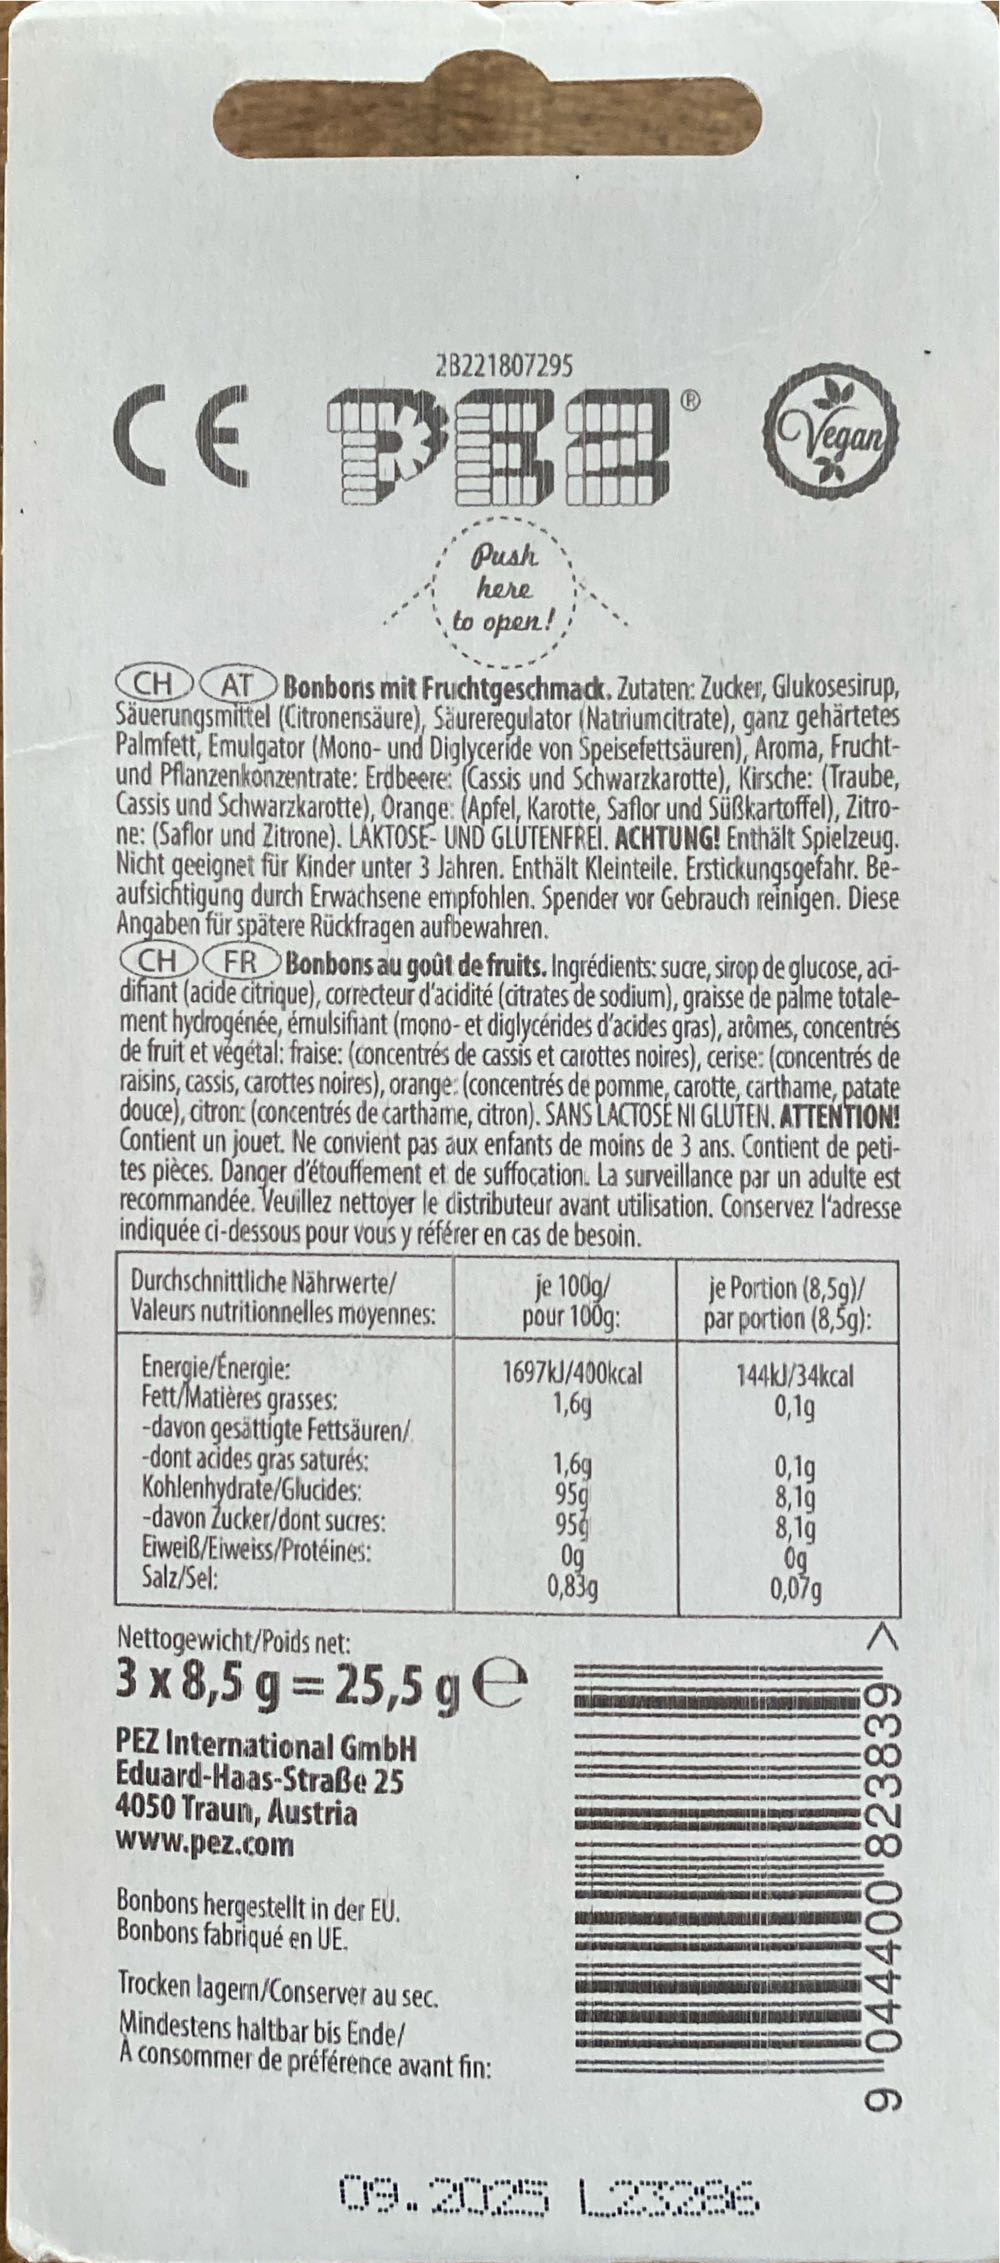 2B221807295
CE PEZ® Vegan
Push
here
to open!
CH AT Bonbons mit Fruchtgeschmack. Zutaten: Zucker, Glukosesirup,
Säuerungsmittel (Citronensäure), Säureregulator (Natriumcitrate), ganz gehärtetes
Palmfett, Emulgator (Mono- und Diglyceride von Speisefettsäuren), Aroma, Frucht-
und Pflanzenkonzentrate: Erdbeere: (Cassis und Schwarzkarotte), Kirsche: (Traube,
Cassis und Schwarzkarotte), Orange: (Apfel, Karotte, Saflor und Süßkartoffel), Zitro-
ne: (Saflor und Zitrone). LAKTOSE- UND GLUTENFREI. ACHTUNG! Enthält Spielzeug.
Nicht geeignet für Kinder unter 3 Jahren. Enthält Kleinteile. Erstickungsgefahr. Be-
aufsichtigung durch Erwachsene empfohlen. Spender vor Gebrauch reinigen. Diese
Angaben für spätere Rückfragen aufbewahren.
CH FR Bonbons au goût de fruits. Ingrédients: sucre, sirop de glucose, aci-
difiant (acide citrique), correcteur d'acidité (citrates de sodium), graisse de palme totale-
ment hydrogénée, émulsifiant (mono- et diglycérides d'acides gras), arômes, concentrés
de fruit et végétal: fraise: (concentrés de cassis et carottes noires), cerise: (concentrés de
raisins, cassis, carottes noires), orange: (concentrés de pomme, carotte, carthame, patate
douce), citron: (concentrés de carthame, citron). SANS LACTOSE NI GLUTEN. ATTENTION!
Contient un jouet. Ne convient pas aux enfants de moins de 3 ans. Contient de peti-
tes pièces. Danger d'étouffement et de suffocation. La surveillance par un adulte est
recommandée. Veuillez nettoyer le distributeur avant utilisation. Conservez l'adresse
indiquée ci-dessous pour vous y référer en cas de besoin.
Durchschnittliche Nährwerte/ je 100g/ je Portion (8,5g)/
Valeurs nutritionnelles moyennes: pour 100g: par portion (8,5g):
Energie/Énergie: 1697kJ/400kcal 144kJ/34kcal
Fett/Matières grasses: 1,6g 0,1g
-davon gesättigte Fettsäuren/
-dont acides gras saturés: 1,6g 0,1g
Kohlenhydrate/Glucides: 95g 8,1g
-davon Zucker/dont sucres: 95g 8,1g
Eiweiß/Eiweiss/Protéines: 0g 0g
Salz/Sel: 0,83g 0,07g
Nettogewicht/Poids net:
3 x 8,5 g = 25,5 g e
PEZ International GmbH
Eduard-Haas-Straße 25
4050 Traun, Austria
www.pez.com
Bonbons hergestellt in der EU.
Bonbons fabriqué en UE.
Trocken lagern/Conserver au sec.
Mindestens haltbar bis Ende/
À consommer de préférence avant fin:
9 044400 823839 >
09.2025 L23286